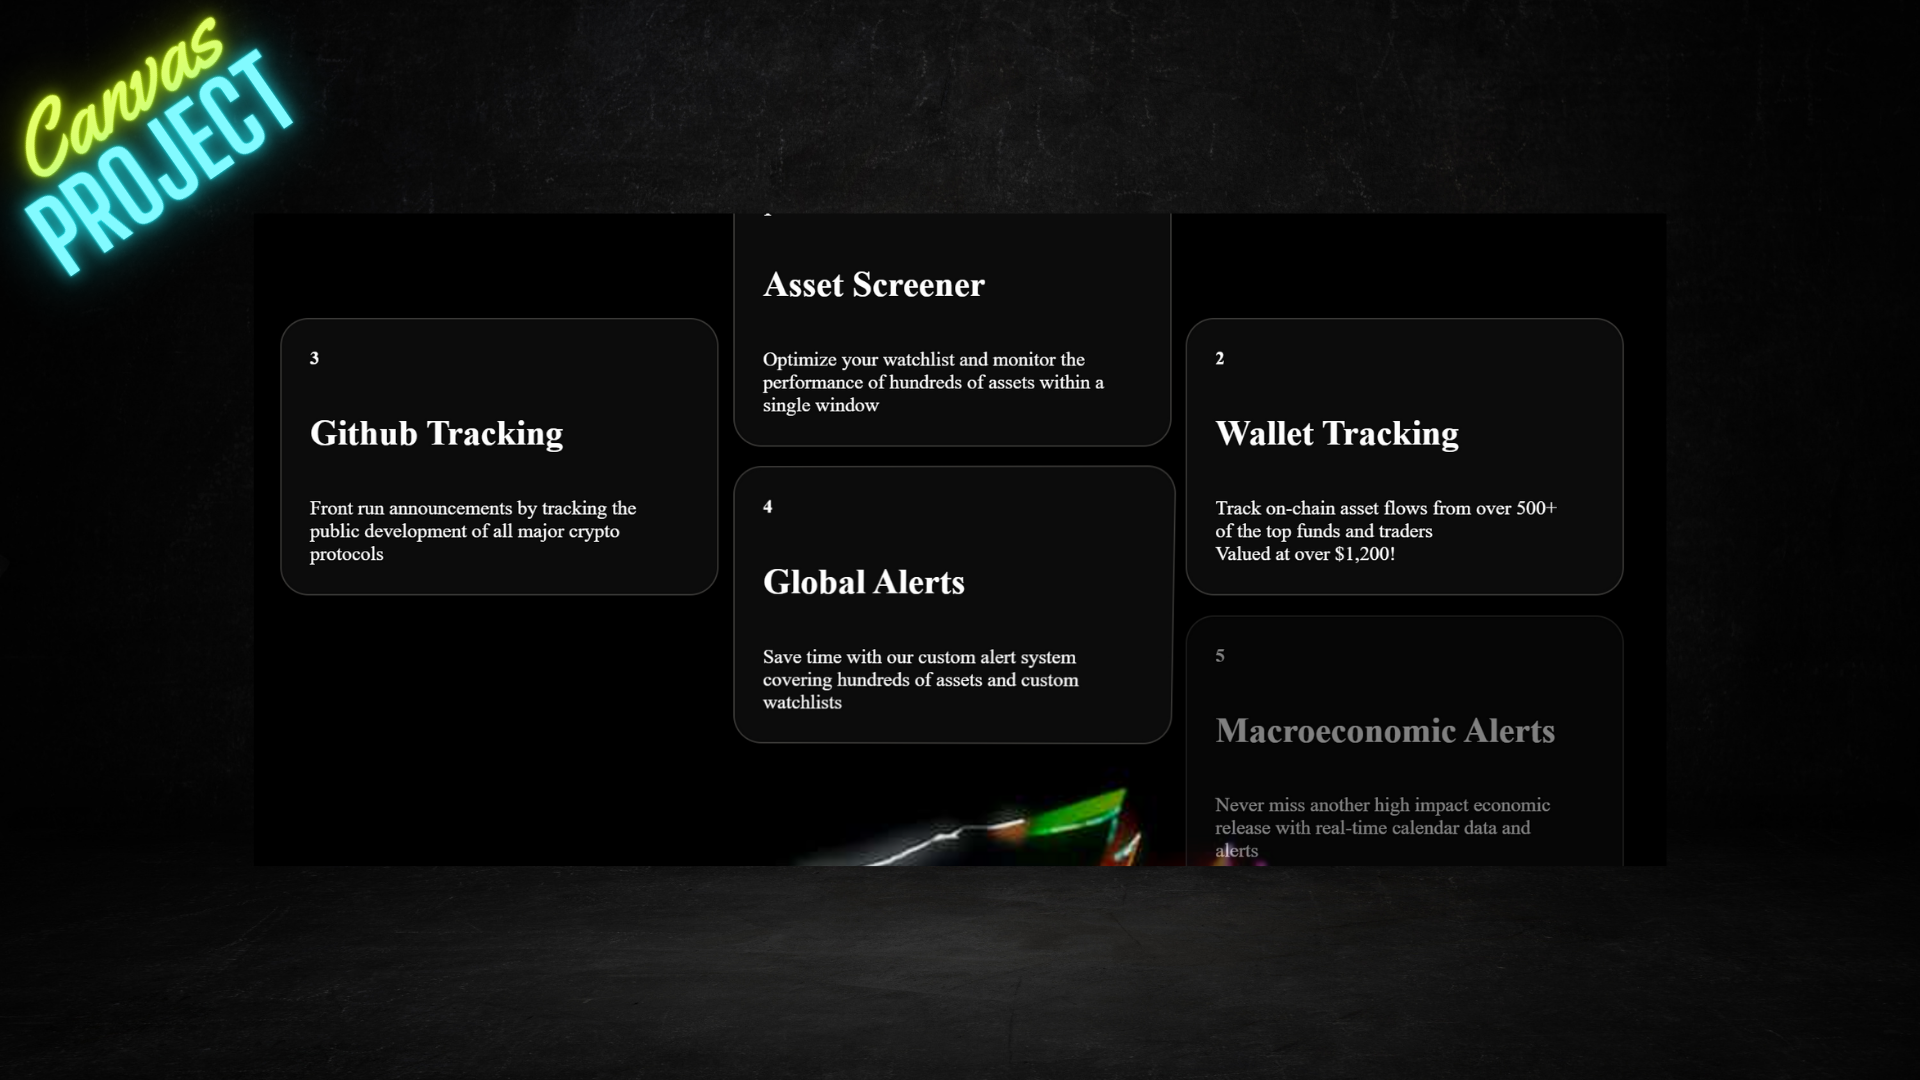 Canvas
PROJECT
Asset Screener
Optimize your watchlist and monitor the
performance of hundreds of assets within a
single window
3
Github Tracking
Front run announcements by tracking the
public development of all major crypto
protocols
2
Wallet Tracking
Track on-chain asset flows from over 500+
of the top funds and traders
Valued at over $1,200!
4
Global Alerts
Save time with our custom alert system
covering hundreds of assets and custom
watchlists
5
Macroeconomic Alerts
Never miss another high impact economic
release with real-time calendar data and
alerts